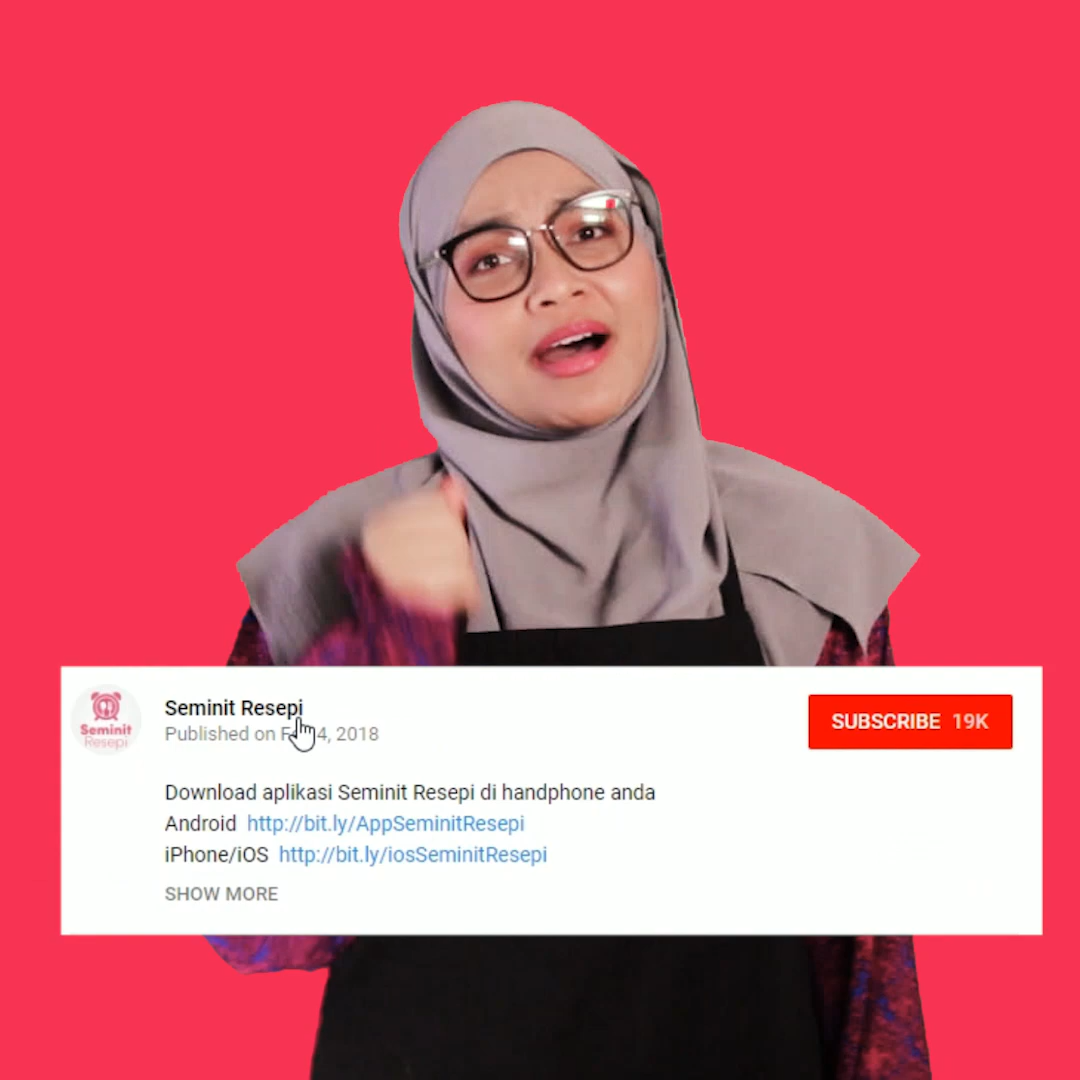 Seminit
Resepi
Seminit Resepi
Published on F 4, 2018
SUBSCRIBE 19K
Download aplikasi Seminit Resepi di handphone anda
Android http://bit.ly/AppSeminitResepi
iPhone/iOS http://bit.ly/iosSeminitResepi
SHOW MORE